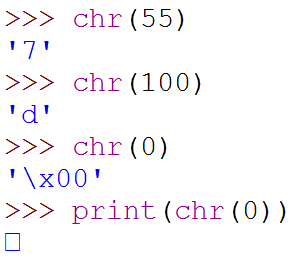 >>> chr(55)
'7'
>>> chr(100)
'd'
>>> chr(0)
'\x00'
>>> print(chr(0))
□